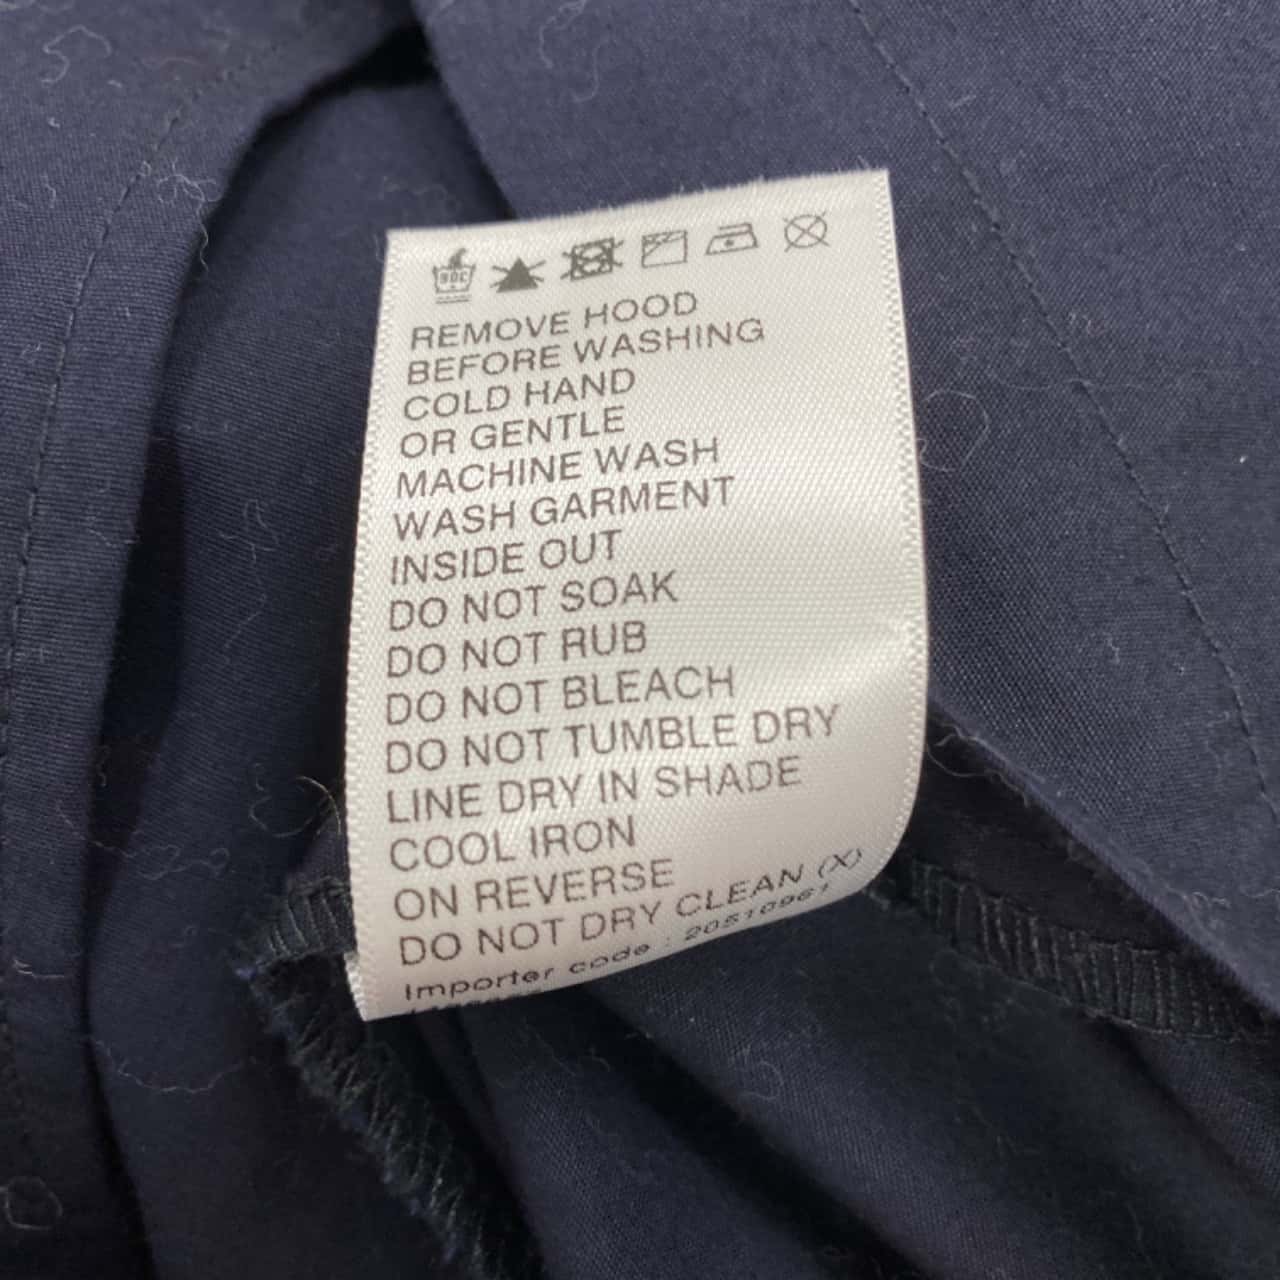 REMOVE HOOD
BEFORE WASHING
COLD HAND
OR GENTLE
MACHINE WASH
WASH GARMENT
INSIDE OUT
DO NOT SOAK
DO NOT RUB
DO NOT BLEACH
DO NOT TUMBLE DRY
LINE DRY IN SHADE
COOL IRON
ON REVERSE
DO NOT DRY CLEAN (X)
Importer code : 20510961